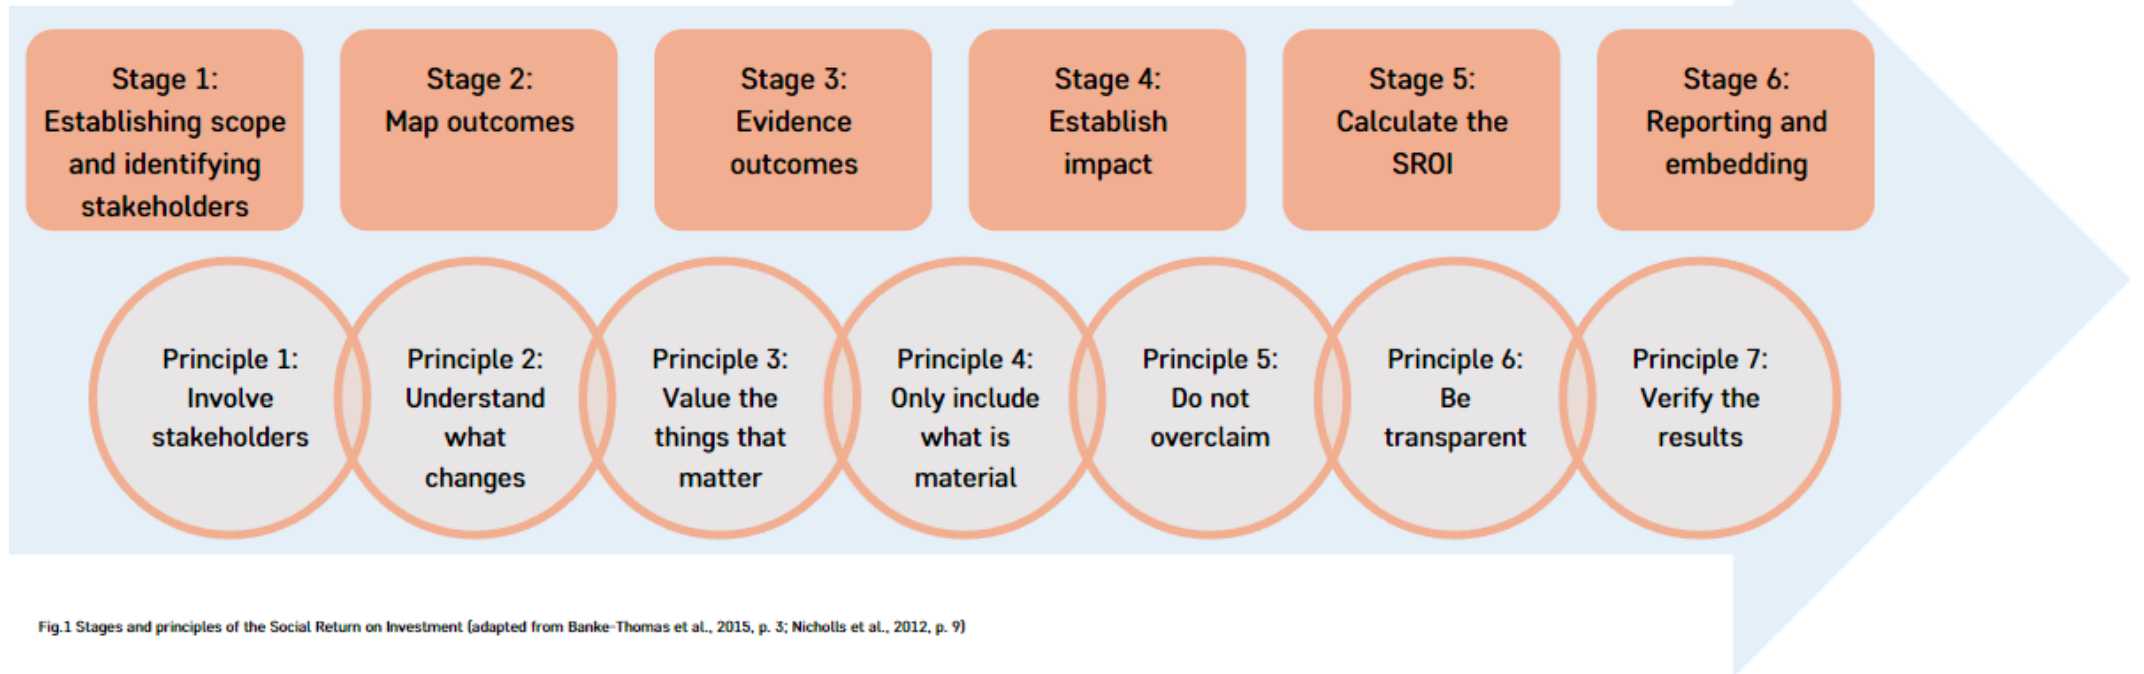 Stage 1:
Establishing scope
and identifying
stakeholders
Stage 2:
Map outcomes
Stage 3:
Evidence
outcomes
Stage 4:
Establish
impact
Stage 5:
Calculate the
SROI
Stage 6:
Reporting and
embedding
Principle 1:
Involve
stakeholders
Principle 2:
Understand
what
changes
Principle 3:
Value the
things that
matter
Principle 4:
Only include
what is
material
Principle 5:
Do not
overclaim
Principle 6:
Be
transparent
Principle 7:
Verify the
results
Fig.1 Stages and principles of the Social Return on Investment (adapted from Banke-Thomas et al., 2015, p. 3; Nicholls et al., 2012, p. 9)